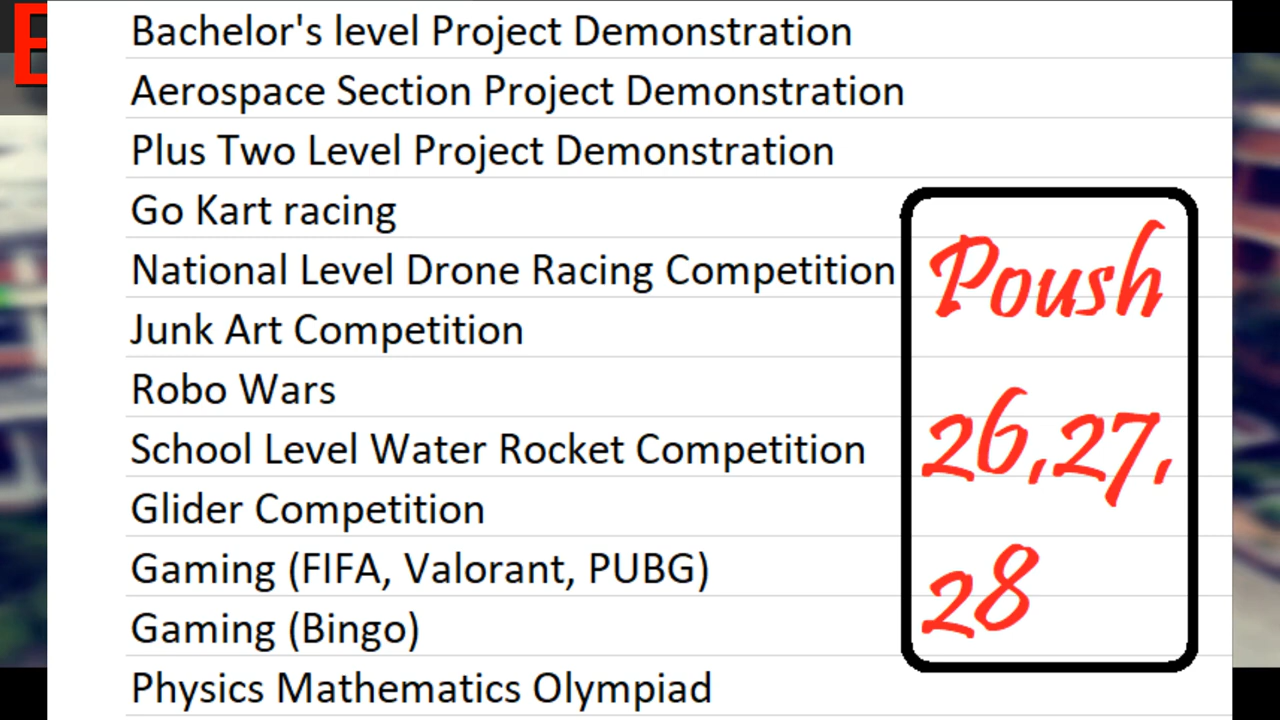 E
Bachelor's level Project Demonstration
Aerospace Section Project Demonstration
Plus Two Level Project Demonstration
Go Kart racing
National Level Drone Racing Competition
Junk Art Competition
Robo Wars
School Level Water Rocket Competition
Glider Competition
Gaming (FIFA, Valorant, PUBG)
Gaming (Bingo)
Physics Mathematics Olympiad
Poush
26,27,
28